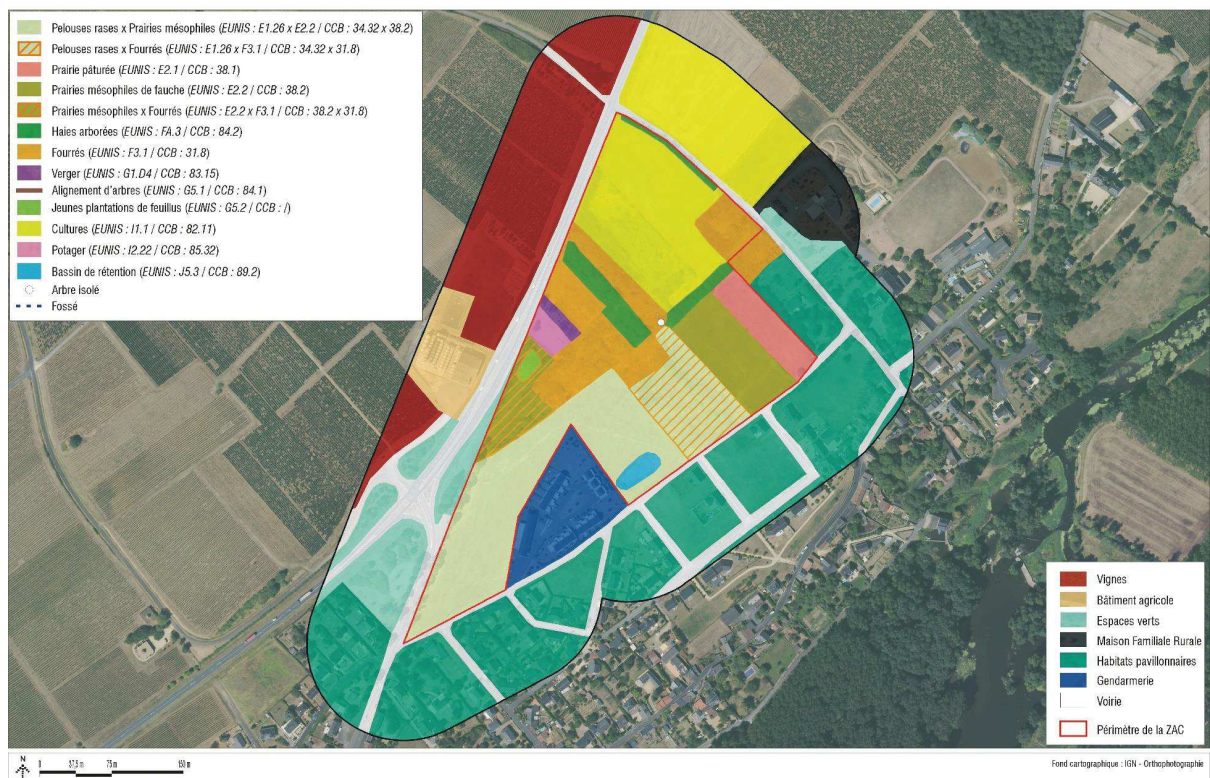 Pelouses rases x Prairies mésophiles (EUNIS : E1.26 x E2.2 / CCB : 34.32 x 38.2)
Pelouses rases x Fourrés (EUNIS : E1.26 x F3.1 / CCB : 34.32 x 31.8)
Prairie pâturée (EUNIS : E2.1 / CCB : 38.1)
Prairies mésophiles de fauche (EUNIS : E2.2 / CCB : 38.2)
Prairies mésophiles x Fourrés (EUNIS : E2.2 x F3.1 / CCB : 38.2 x 31.8)
Haies arborées (EUNIS : FA.3 / CCB : 84.2)
Fourrés (EUNIS : F3.1 / CCB : 31.8)
Verger (EUNIS : G1.D4 / CCB : 83.15)
Alignement d'arbres (EUNIS : G5.1 / CCB : 84.1)
Jeunes plantations de feuillus (EUNIS : G5.2 / CCB : /)
Cultures (EUNIS : I1.1 / CCB : 82.11)
Potager (EUNIS : I2.22 / CCB : 85.32)
Bassin de rétention (EUNIS : J5.3 / CCB : 89.2)
Arbre isolé
Fossé
Vignes
Bâtiment agricole
Espaces verts
Maison Familiale Rurale
Habitats pavillonnaires
Gendarmerie
Voirie
Périmètre de la ZAC
N
0 37,5 m 75 m 150 m
Fond cartographique : IGN - Orthophotographie